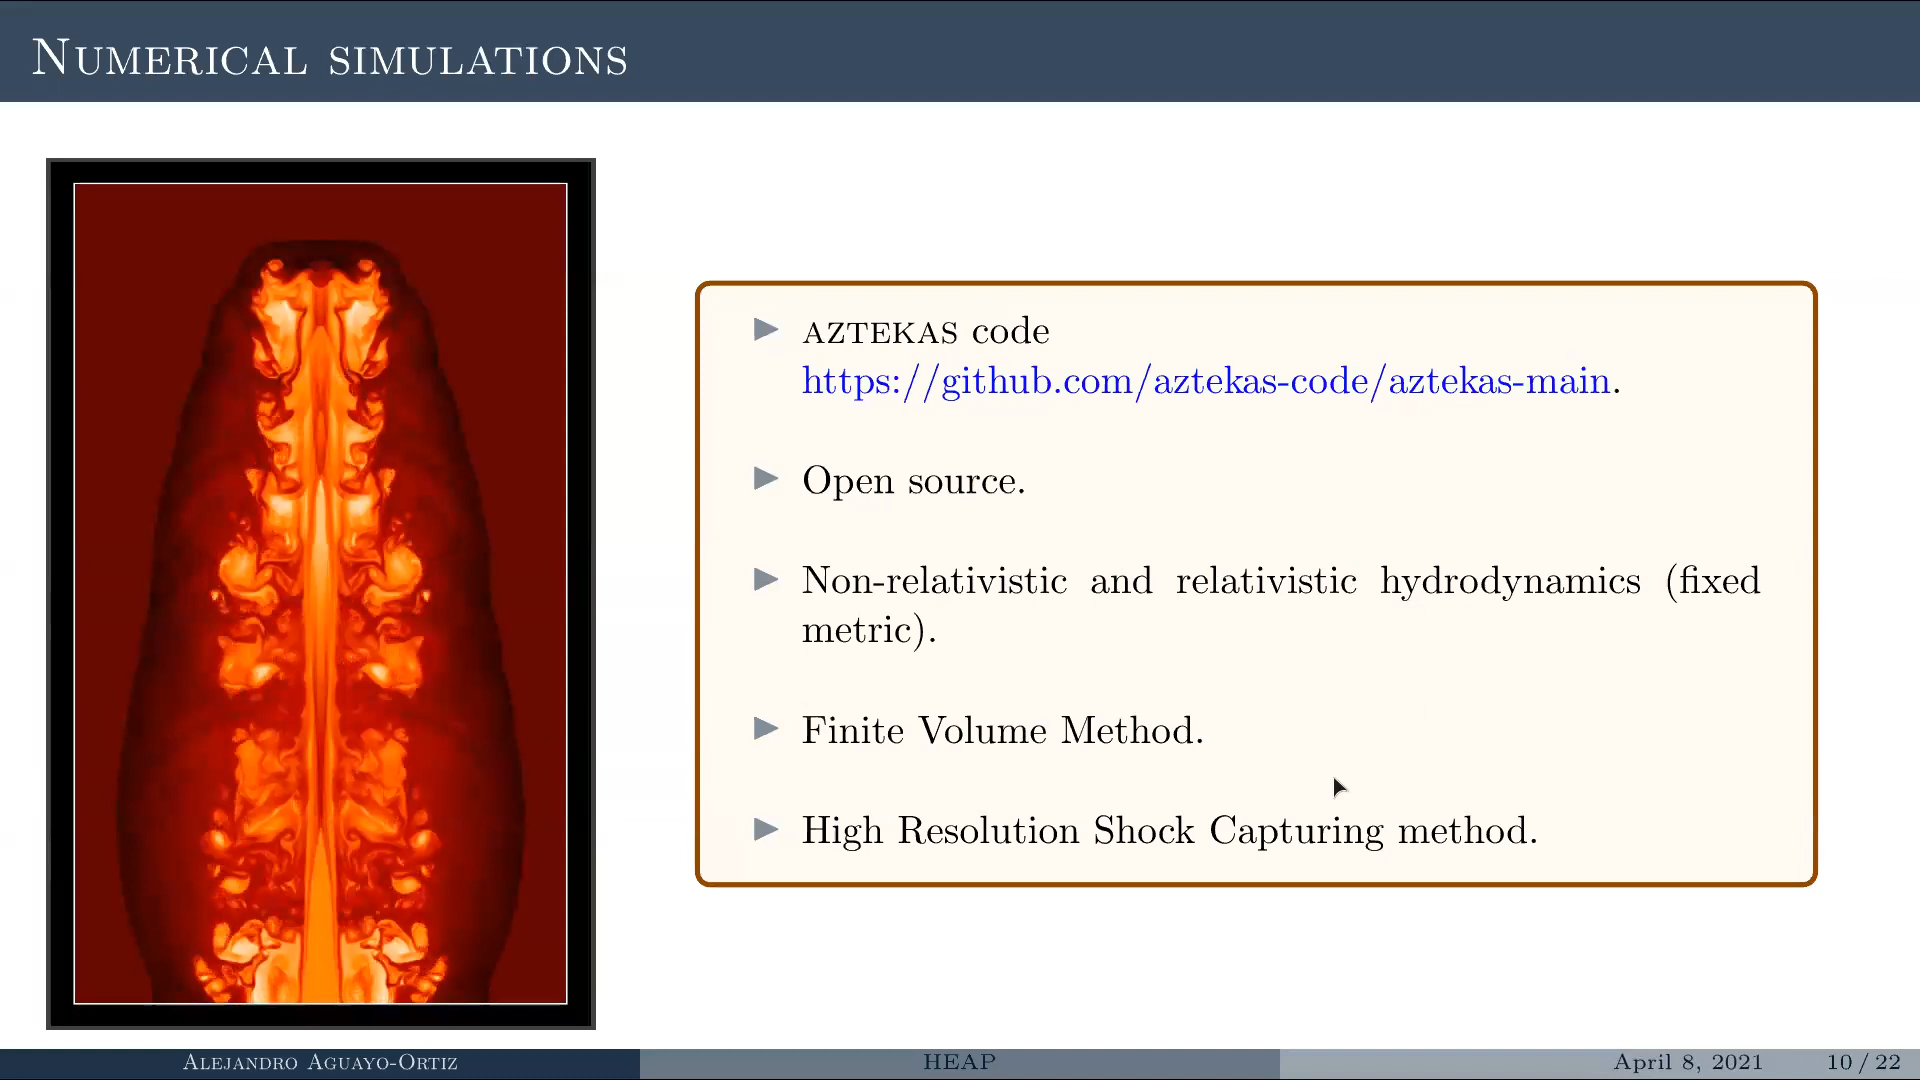 Numerical simulations
aztekas code
https://github.com/aztekas-code/aztekas-main.
Open source.
Non-relativistic and relativistic hydrodynamics (fixed
metric).
Finite Volume Method.
High Resolution Shock Capturing method.
Alejandro Aguayo-Ortiz HEAP April 8, 2021 10 / 22